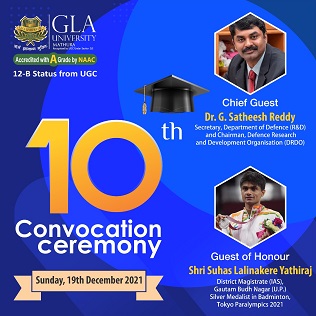 GLA
UNIVERSITY
MATHURA
Accredited with A Grade by NAAC
12-B Status from UGC
10th
Convocation
ceremony
Sunday, 19th December 2021
Chief Guest
Dr. G. Satheesh Reddy
Secretary, Department of Defence (R&D)
and Chairman, Defence Research
and Development Organisation (DRDO)
Guest of Honour
Shri Suhas Lalinakere Yathiraj
District Magistrate (IAS),
Gautam Budh Nagar (U.P.)
Silver Medalist in Badminton,
Tokyo Paralympics 2021